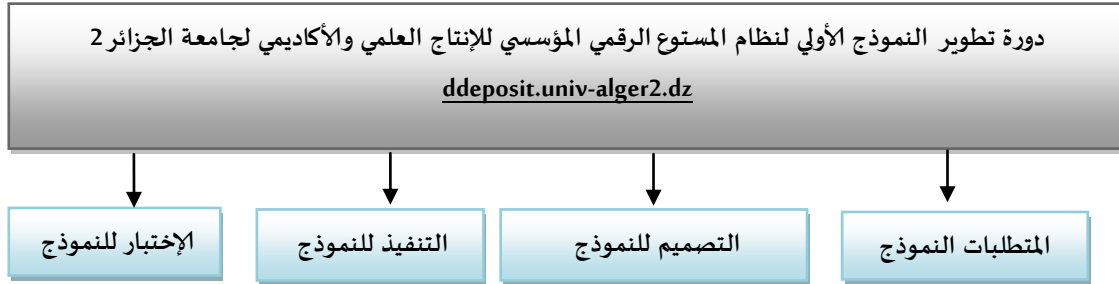 دورة تطوير النموذج الأولي لنظام المستوع الرقمي المؤسسي للإنتاج العلمي والأكاديمي لجامعة الجزائر 2
ddeposit.univ-alger2.dz
المتطلبات النموذج
التصميم للنموذج
التنفيذ للنموذج
الإختبار للنموذج